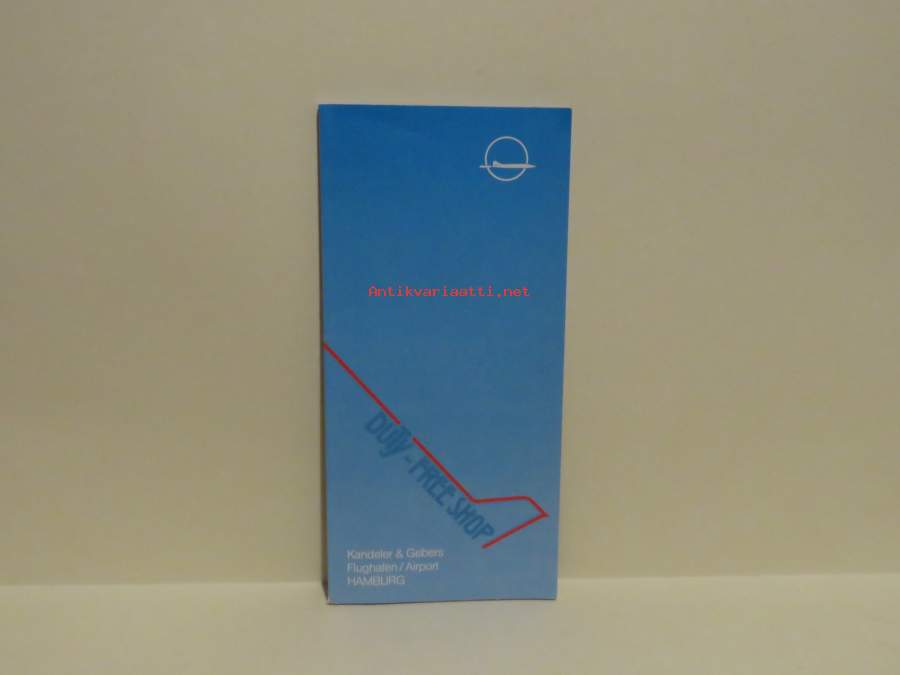 Antikvariaatti.net
DUTY-FREE SHOP
Kandeler & Gebers
Flughafen / Airport
HAMBURG